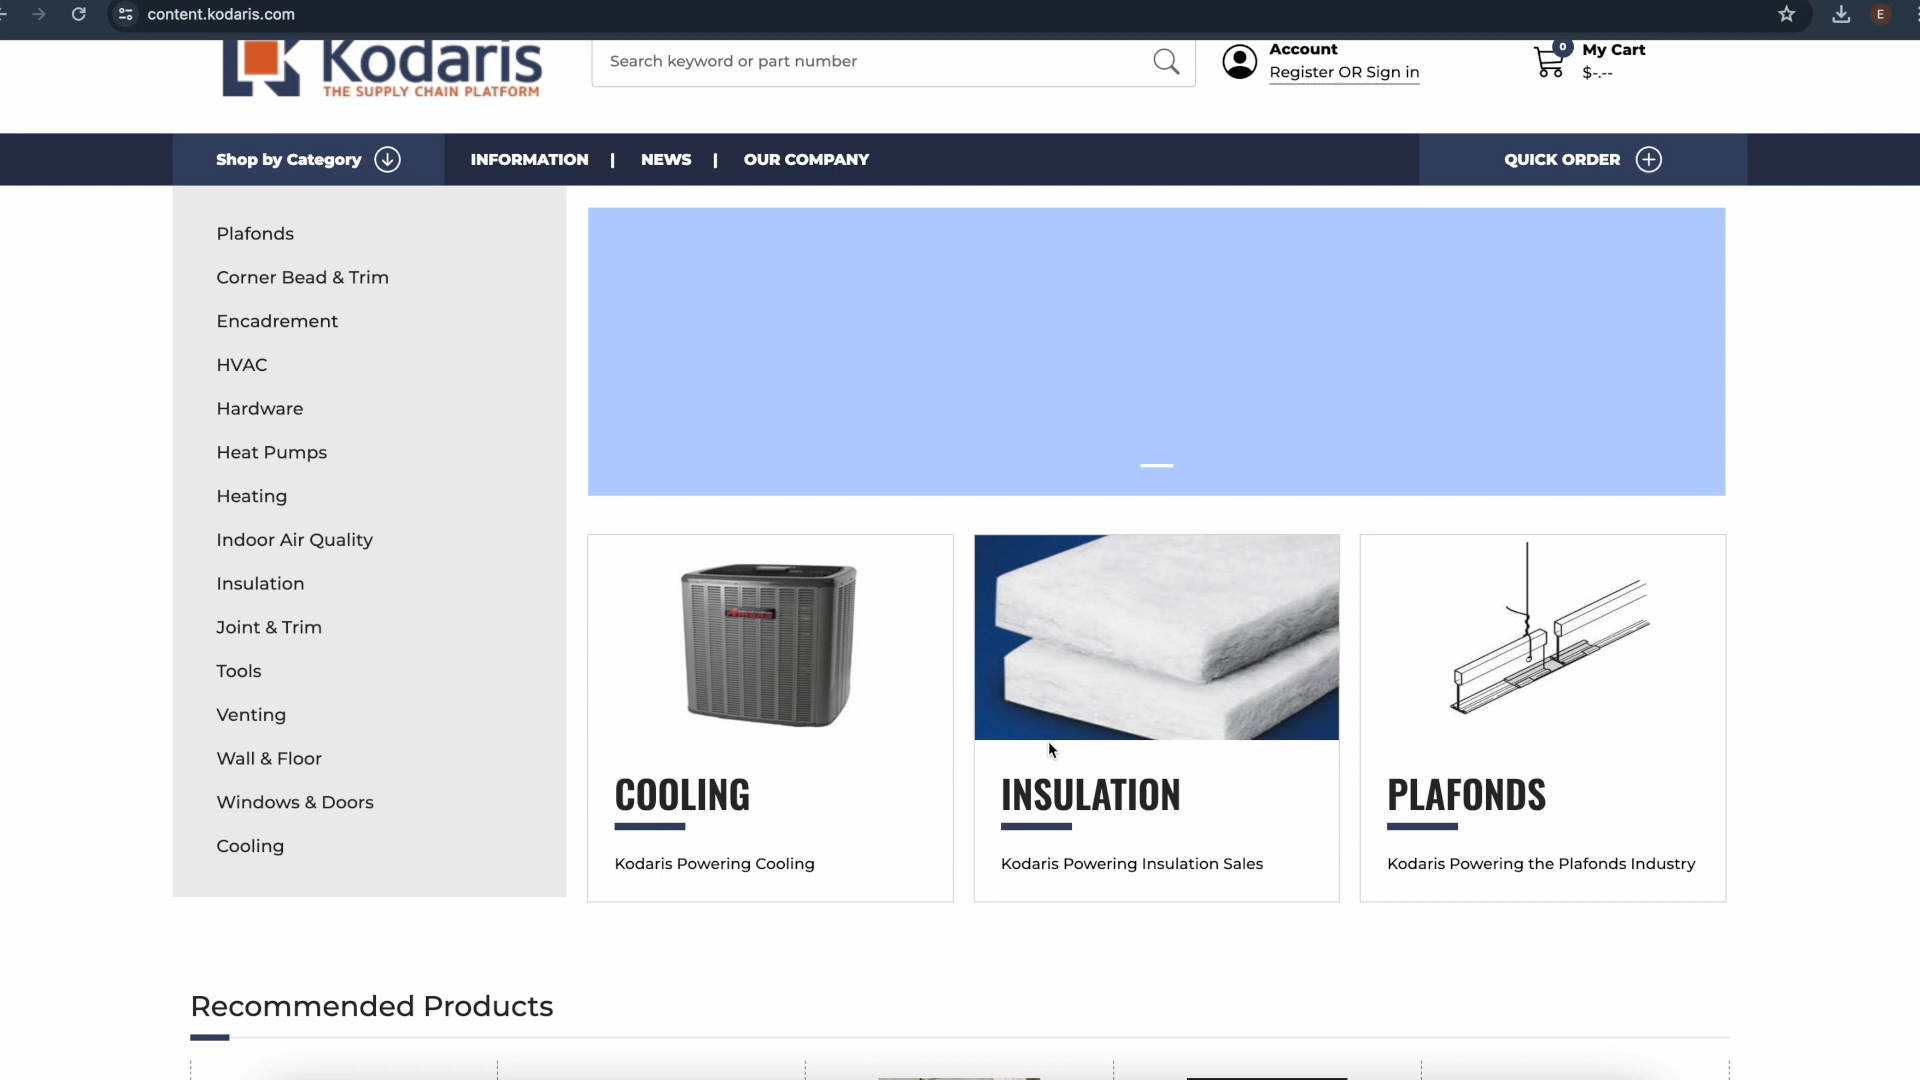 content.kodaris.com
E
Kodaris
THE SUPPLY CHAIN PLATFORM
Search keyword or part number
Account
Register OR Sign in
0
My Cart
$-.--
Shop by Category
INFORMATION | NEWS | OUR COMPANY
QUICK ORDER
Plafonds
Corner Bead & Trim
Encadrement
HVAC
Hardware
Heat Pumps
Heating
Indoor Air Quality
Insulation
Joint & Trim
Tools
Venting
Wall & Floor
Windows & Doors
Cooling
COOLING
Kodaris Powering Cooling
INSULATION
Kodaris Powering Insulation Sales
PLAFONDS
Kodaris Powering the Plafonds Industry
Recommended Products